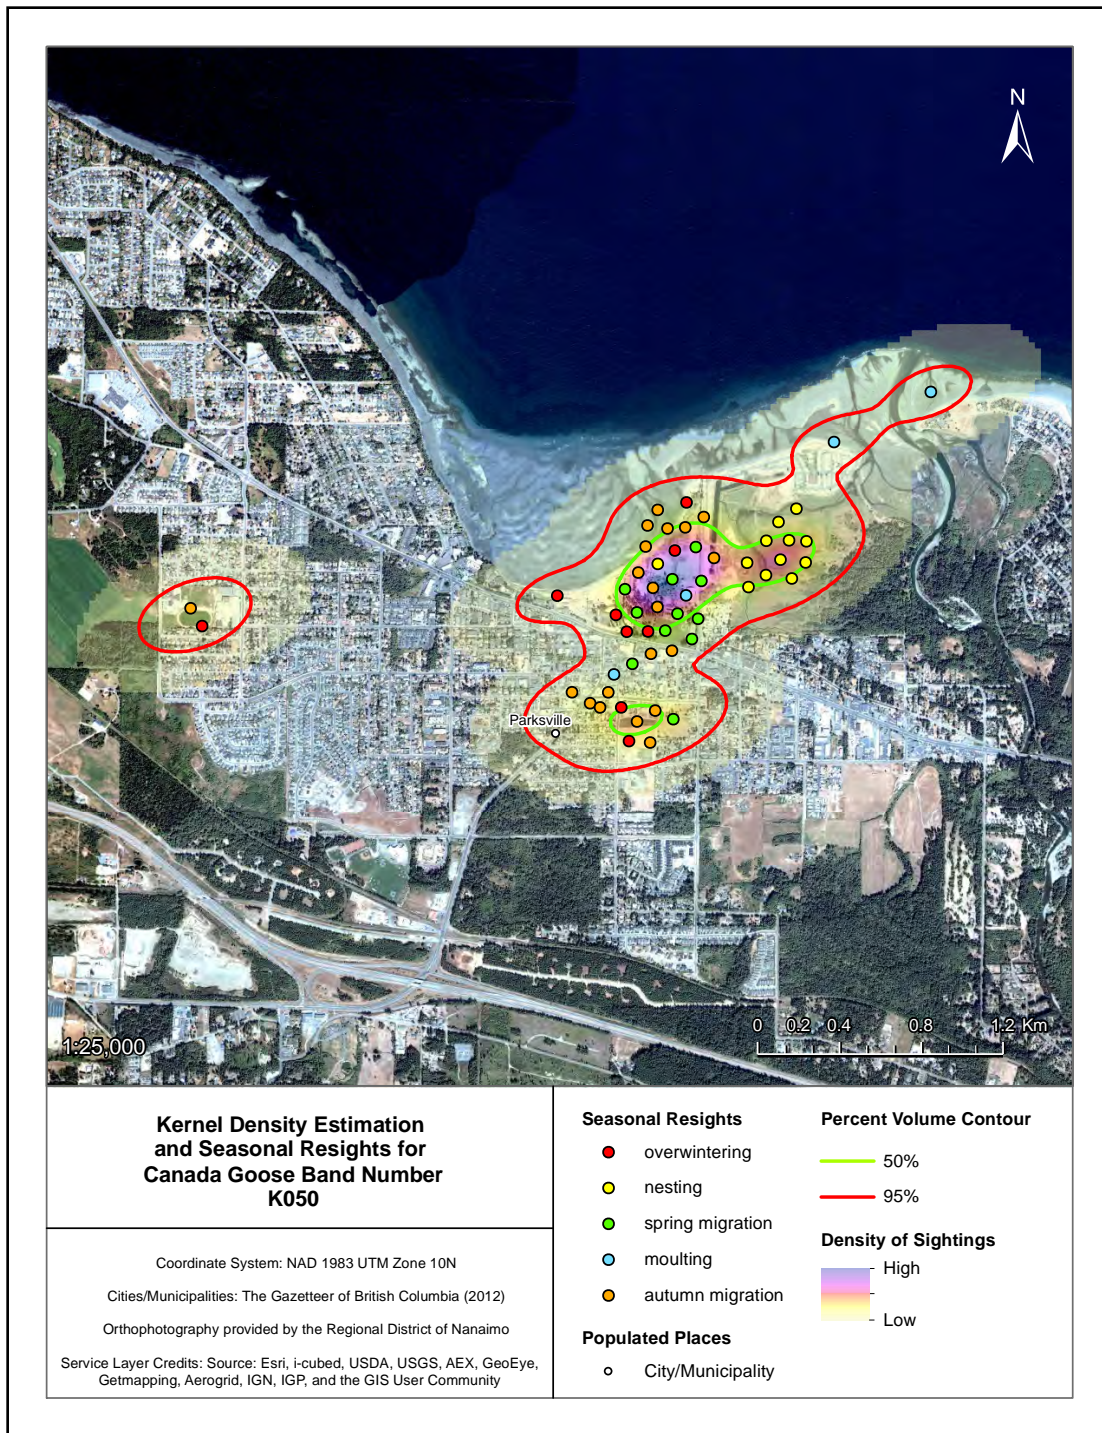 N
Parksville
0 0.2 0.4 0.8 1.2 Km
1:25,000
Kernel Density Estimation
and Seasonal Resights for
Canada Goose Band Number
K050
Coordinate System: NAD 1983 UTM Zone 10N
Cities/Municipalities: The Gazetteer of British Columbia (2012)
Orthophotography provided by the Regional District of Nanaimo
Service Layer Credits: Source: Esri, i-cubed, USDA, USGS, AEX, GeoEye,
Getmapping, Aerogrid, IGN, IGP, and the GIS User Community
Seasonal Resights
overwintering
nesting
spring migration
moulting
autumn migration
Populated Places
City/Municipality
Percent Volume Contour
50%
95%
Density of Sightings
High
Low